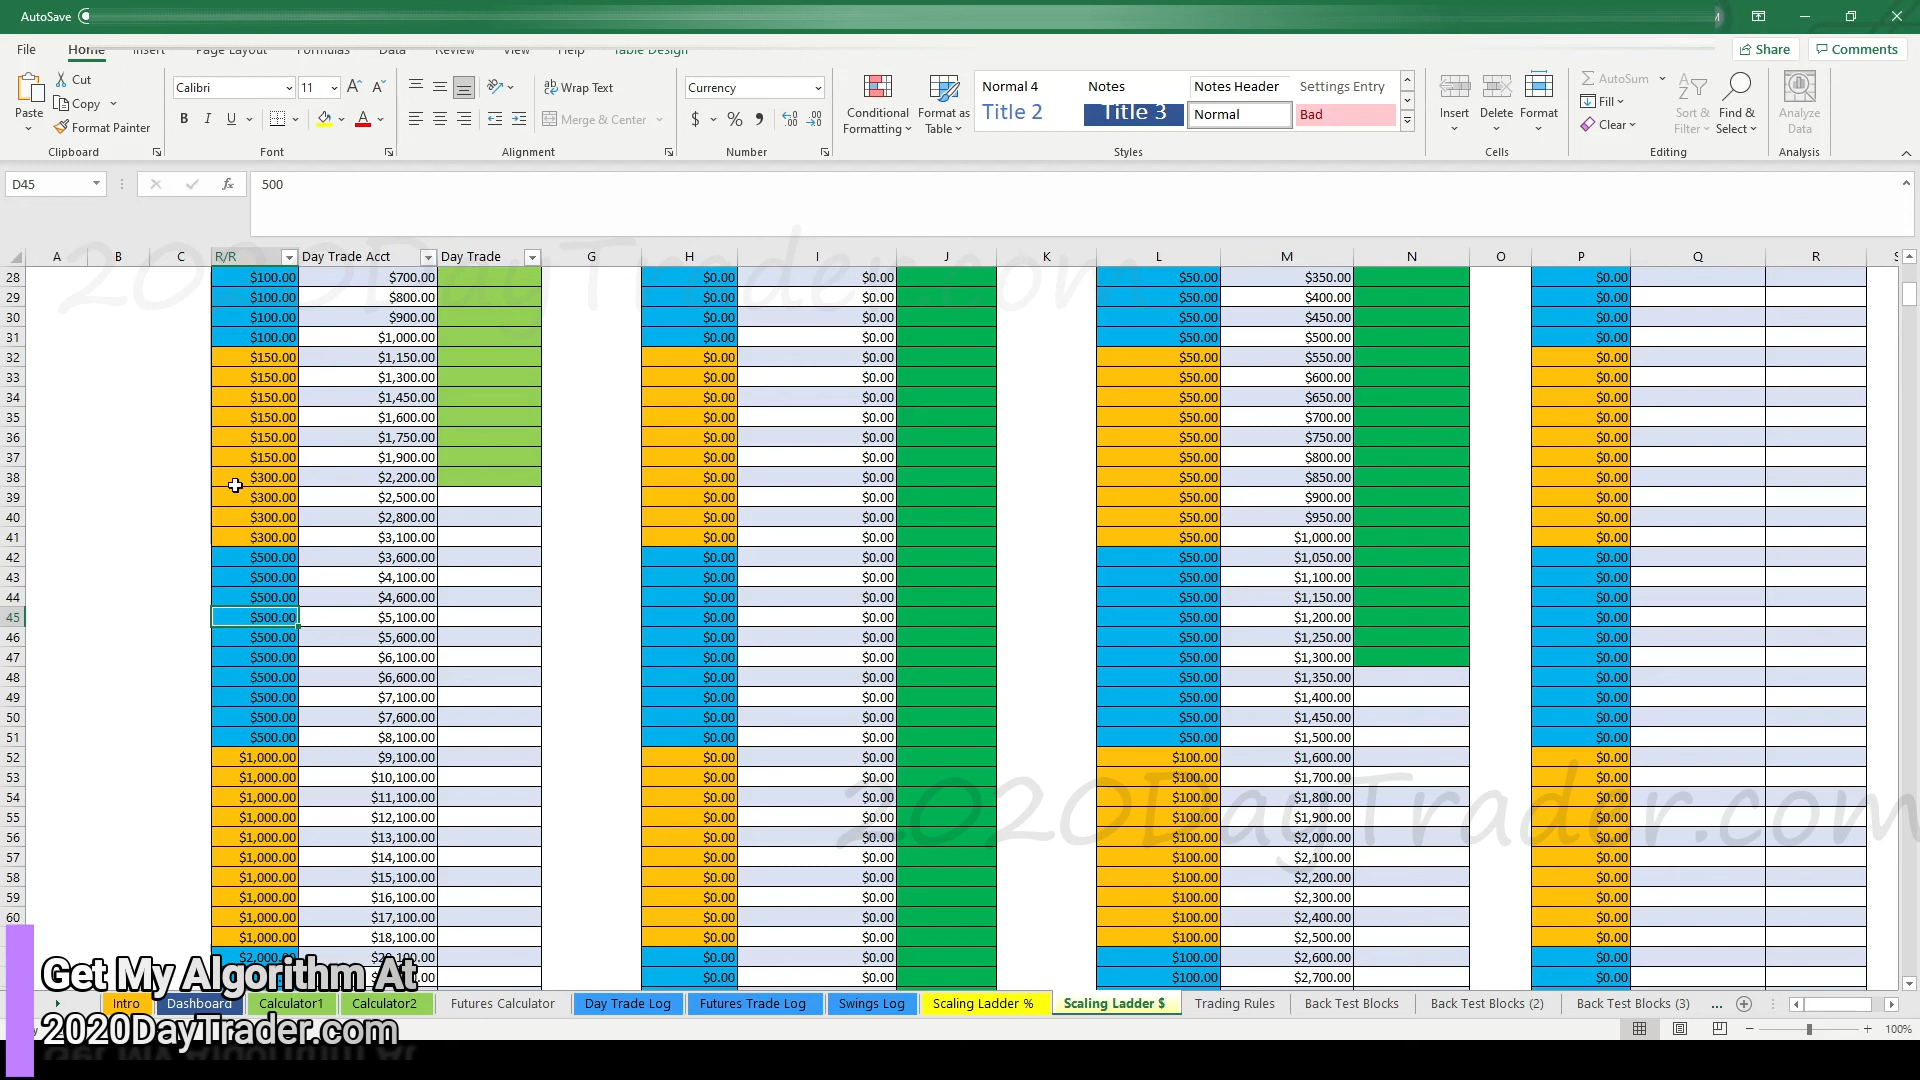 AutoSave
File Home Insert Page Layout Formulas Data Review View Help Table Design Share Comments
Paste Cut Copy Format Painter Clipboard
Calibri 11 Font
Wrap Text Merge & Center Alignment
Currency Number
Conditional Formatting Format as Table
Normal 4 Notes Notes Header Settings Entry
Title 2 Title 3 Normal Bad
Styles
Insert Delete Format Cells
AutoSum Fill Clear Sort & Filter Find & Select Editing
Analyze Data Analysis
D45 fx 500
A B C R/R Day Trade Acct Day Trade G H I J K L M N O P Q R S
28 $100.00 $700.00 $0.00 $0.00 $50.00 $350.00 $0.00
29 $100.00 $800.00 $0.00 $0.00 $50.00 $400.00 $0.00
30 $100.00 $900.00 $0.00 $0.00 $50.00 $450.00 $0.00
31 $100.00 $1,000.00 $0.00 $0.00 $50.00 $500.00 $0.00
32 $150.00 $1,150.00 $0.00 $0.00 $50.00 $550.00 $0.00
33 $150.00 $1,300.00 $0.00 $0.00 $50.00 $600.00 $0.00
34 $150.00 $1,450.00 $0.00 $0.00 $50.00 $650.00 $0.00
35 $150.00 $1,600.00 $0.00 $0.00 $50.00 $700.00 $0.00
36 $150.00 $1,750.00 $0.00 $0.00 $50.00 $750.00 $0.00
37 $150.00 $1,900.00 $0.00 $0.00 $50.00 $800.00 $0.00
38 $300.00 $2,200.00 $0.00 $0.00 $50.00 $850.00 $0.00
39 $300.00 $2,500.00 $0.00 $0.00 $50.00 $900.00 $0.00
40 $300.00 $2,800.00 $0.00 $0.00 $50.00 $950.00 $0.00
41 $300.00 $3,100.00 $0.00 $0.00 $50.00 $1,000.00 $0.00
42 $500.00 $3,600.00 $0.00 $0.00 $50.00 $1,050.00 $0.00
43 $500.00 $4,100.00 $0.00 $0.00 $50.00 $1,100.00 $0.00
44 $500.00 $4,600.00 $0.00 $0.00 $50.00 $1,150.00 $0.00
45 $500.00 $5,100.00 $0.00 $0.00 $50.00 $1,200.00 $0.00
46 $500.00 $5,600.00 $0.00 $0.00 $50.00 $1,250.00 $0.00
47 $500.00 $6,100.00 $0.00 $0.00 $50.00 $1,300.00 $0.00
48 $500.00 $6,600.00 $0.00 $0.00 $50.00 $1,350.00 $0.00
49 $500.00 $7,100.00 $0.00 $0.00 $50.00 $1,400.00 $0.00
50 $500.00 $7,600.00 $0.00 $0.00 $50.00 $1,450.00 $0.00
51 $500.00 $8,100.00 $0.00 $0.00 $50.00 $1,500.00 $0.00
52 $1,000.00 $9,100.00 $0.00 $0.00 $100.00 $1,600.00 $0.00
53 $1,000.00 $10,100.00 $0.00 $0.00 $100.00 $1,700.00 $0.00
54 $1,000.00 $11,100.00 $0.00 $0.00 $100.00 $1,800.00 $0.00
55 $1,000.00 $12,100.00 $0.00 $0.00 $100.00 $1,900.00 $0.00
56 $1,000.00 $13,100.00 $0.00 $0.00 $100.00 $2,000.00 $0.00
57 $1,000.00 $14,100.00 $0.00 $0.00 $100.00 $2,100.00 $0.00
58 $1,000.00 $15,100.00 $0.00 $0.00 $100.00 $2,200.00 $0.00
59 $1,000.00 $16,100.00 $0.00 $0.00 $100.00 $2,300.00 $0.00
60 $1,000.00 $17,100.00 $0.00 $0.00 $100.00 $2,400.00 $0.00
$1,000.00 $18,100.00 $0.00 $0.00 $100.00 $2,500.00 $0.00
$2,000.00 $20,100.00 $0.00 $0.00 $100.00 $2,600.00 $0.00
$0.00 $0.00 $100.00 $2,700.00 $0.00
2020DayTrader.com
2020DayTrader.com
Get My Algorithm At
2020DayTrader.com
Intro Dashboard Calculator1 Calculator2 Futures Calculator Day Trade Log Futures Trade Log Swings Log Scaling Ladder % Scaling Ladder $ Trading Rules Back Test Blocks Back Test Blocks (2) Back Test Blocks (3) ...
100%